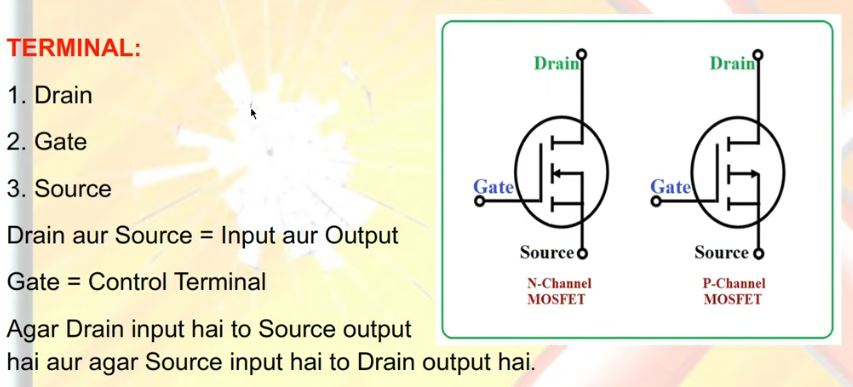 TERMINAL:
1. Drain
2. Gate
3. Source
Drain aur Source = Input aur Output
Gate = Control Terminal
Agar Drain input hai to Source output
hai aur agar Source input hai to Drain output hai.
Drain
Gate
Source
N-Channel
MOSFET
Drain
Gate
Source
P-Channel
MOSFET